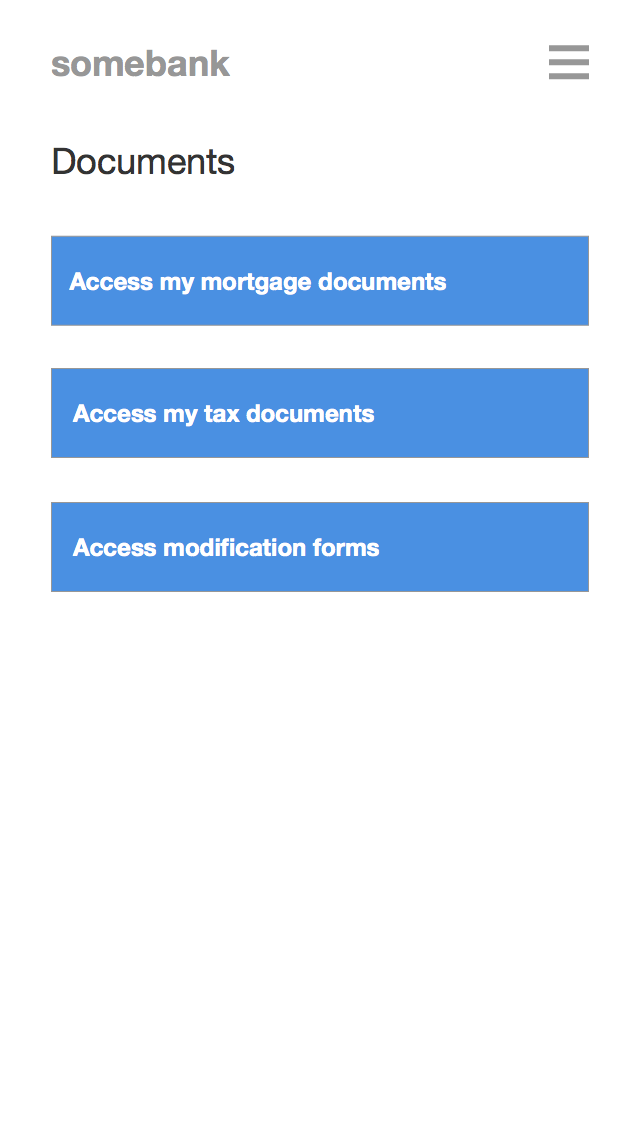 somebank
Documents
Access my mortgage documents
Access my tax documents
Access modification forms